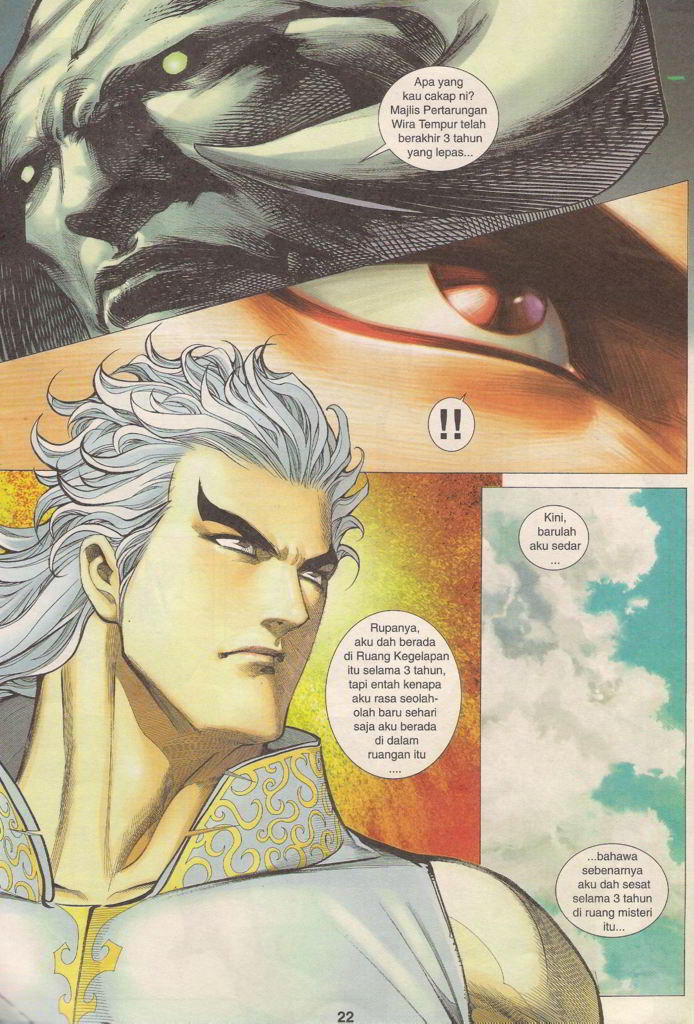 Apa yang
kau cakap ni?
Majlis Pertarungan
Wira Tempur telah
berakhir 3 tahun
yang lepas...
!!
Kini,
barulah
aku sedar
...
Rupanya,
aku dah berada
di Ruang Kegelapan
itu selama 3 tahun,
tapi entah kenapa
aku rasa seolah-
olah baru sehari
saja aku berada
di dalam
ruangan itu
....
...bahawa
sebenarnya
aku dah sesat
selama 3 tahun
di ruang misteri
itu...
22